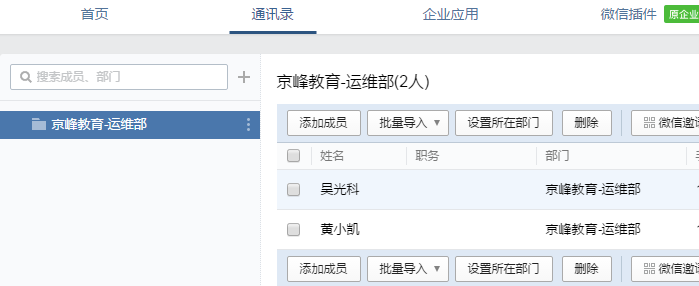 首页 通讯录 企业应用 微信插件 原企业
搜索成员、部门
京峰教育-运维部
京峰教育-运维部(2人)
添加成员 批量导入 设置所在部门 删除 微信邀
姓名 职务 部门
吴光科 京峰教育-运维部
黄小凯 京峰教育-运维部
添加成员 批量导入 设置所在部门 删除 微信邀